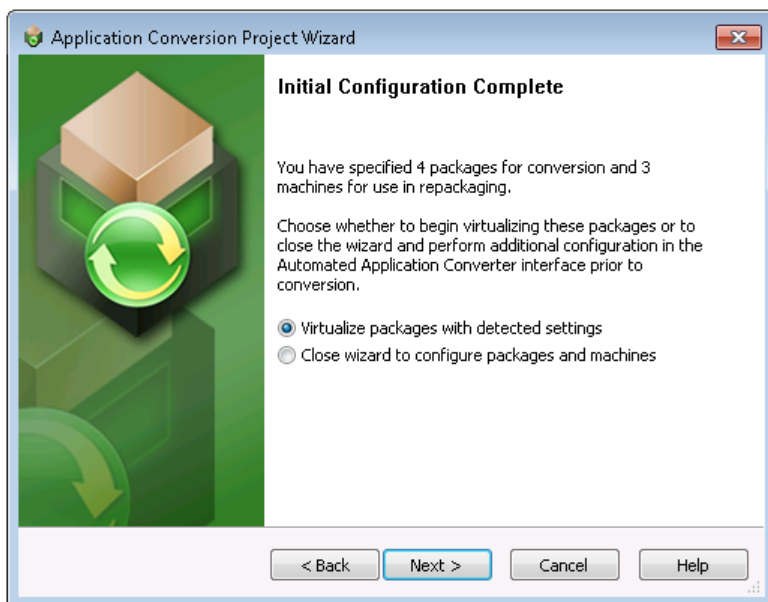 Application Conversion Project Wizard
Initial Configuration Complete
You have specified 4 packages for conversion and 3
machines for use in repackaging.
Choose whether to begin virtualizing these packages or to
close the wizard and perform additional configuration in the
Automated Application Converter interface prior to
conversion.
Virtualize packages with detected settings
Close wizard to configure packages and machines
< Back
Next >
Cancel
Help